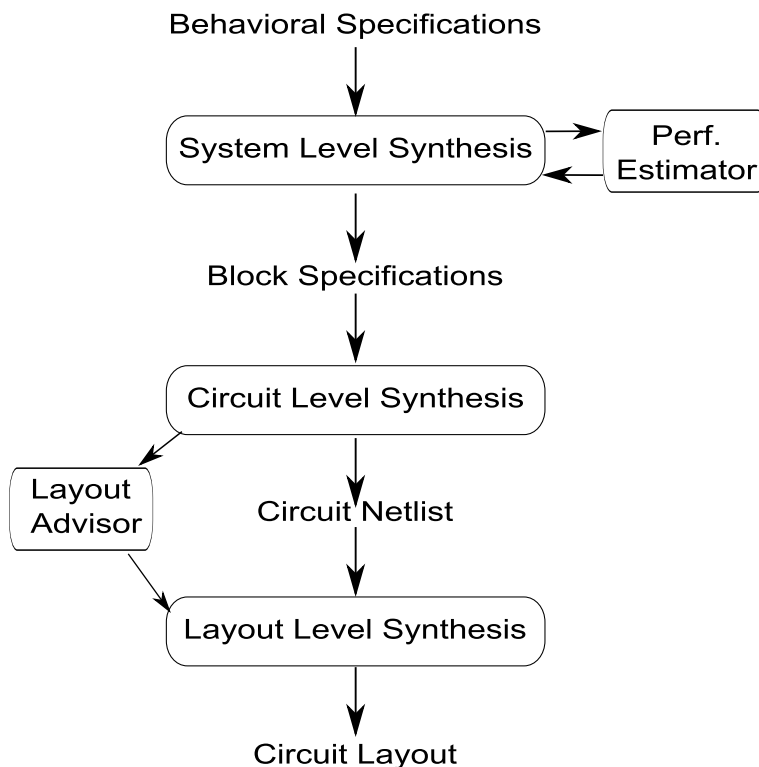 Behavioral Specifications
System Level Synthesis
Perf.
Estimator
Block Specifications
Circuit Level Synthesis
Layout
Advisor
Circuit Netlist
Layout Level Synthesis
Circuit Layout